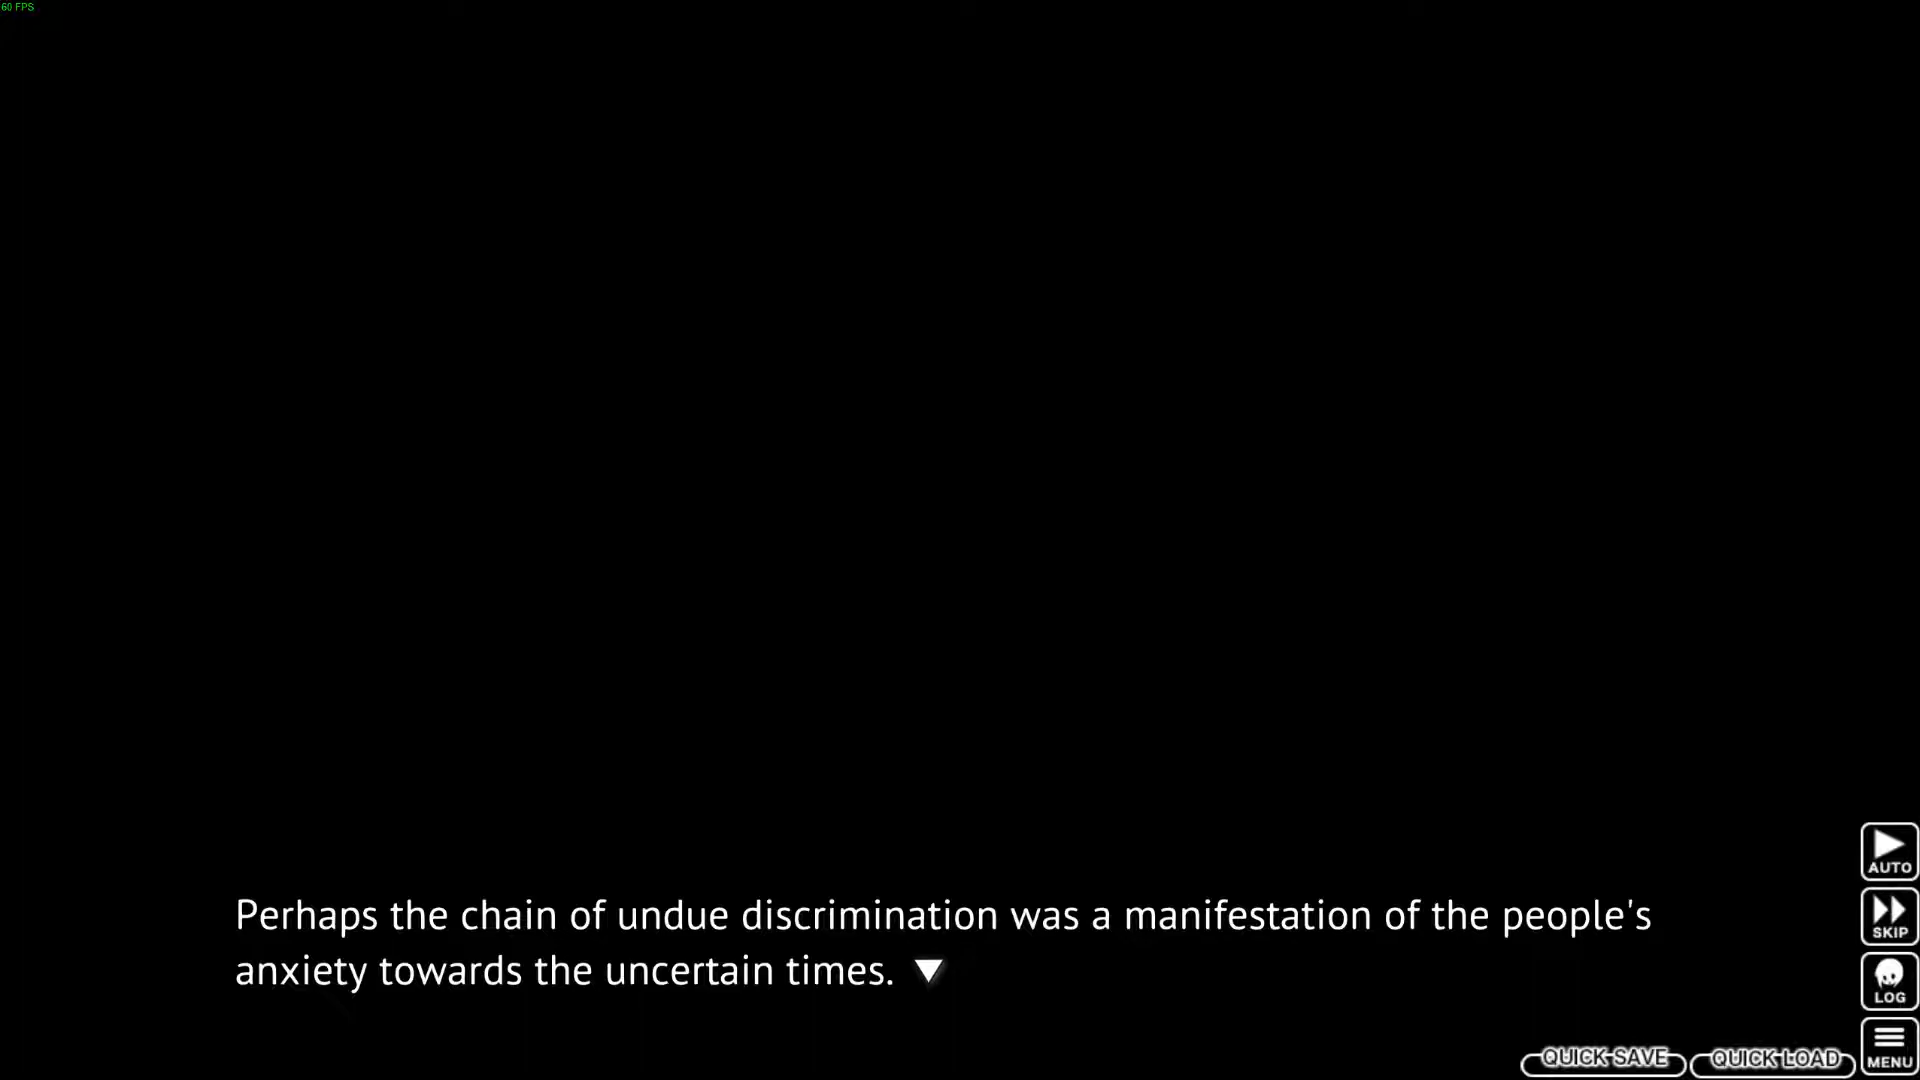 60 FPS
Perhaps the chain of undue discrimination was a manifestation of the people's
anxiety towards the uncertain times.
AUTO
SKIP
LOG
MENU
QUICK SAVE
QUICK LOAD